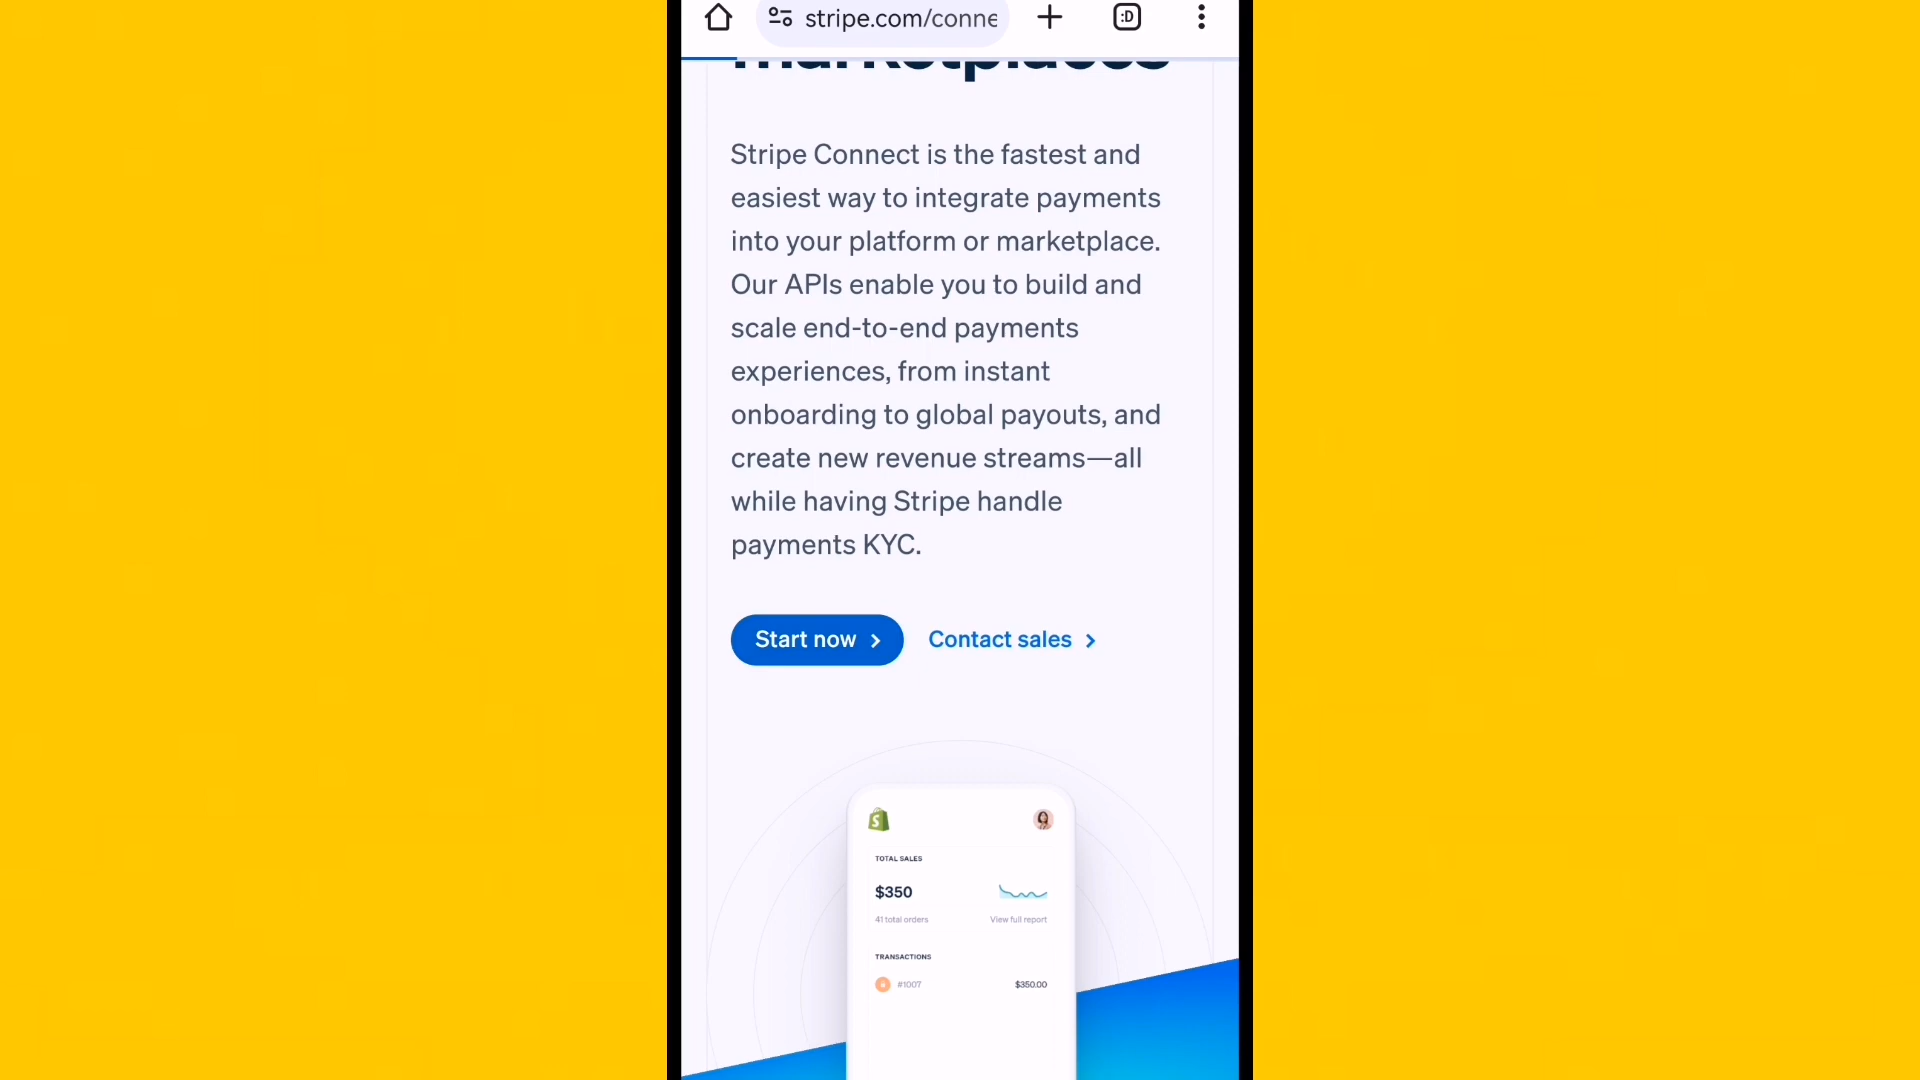 stripe.com/conne
:D
marketplaces
Stripe Connect is the fastest and
easiest way to integrate payments
into your platform or marketplace.
Our APIs enable you to build and
scale end-to-end payments
experiences, from instant
onboarding to global payouts, and
create new revenue streams—all
while having Stripe handle
payments KYC.
Start now
Contact sales
TOTAL SALES
$350
41 total orders
View full report
TRANSACTIONS
#1007
$350.00